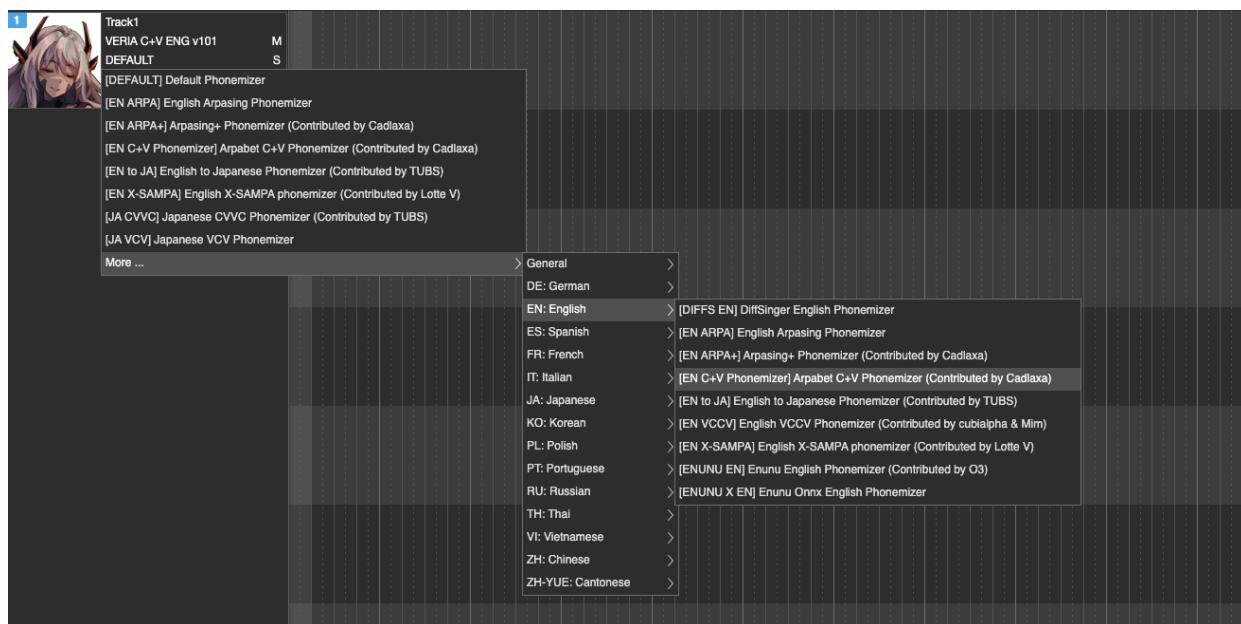 1
Track1
VERIA C+V ENG v101 M
DEFAULT S
[DEFAULT] Default Phonemizer
[EN ARPA] English Arpasing Phonemizer
[EN ARPA+] Arpasing+ Phonemizer (Contributed by Cadlaxa)
[EN C+V Phonemizer] Arpabet C+V Phonemizer (Contributed by Cadlaxa)
[EN to JA] English to Japanese Phonemizer (Contributed by TUBS)
[EN X-SAMPA] English X-SAMPA phonemizer (Contributed by Lotte V)
[JA CVVC] Japanese CVVC Phonemizer (Contributed by TUBS)
[JA VCV] Japanese VCV Phonemizer
More ...
General
DE: German
EN: English
ES: Spanish
FR: French
IT: Italian
JA: Japanese
KO: Korean
PL: Polish
PT: Portuguese
RU: Russian
TH: Thai
VI: Vietnamese
ZH: Chinese
ZH-YUE: Cantonese
[DIFFS EN] DiffSinger English Phonemizer
[EN ARPA] English Arpasing Phonemizer
[EN ARPA+] Arpasing+ Phonemizer (Contributed by Cadlaxa)
[EN C+V Phonemizer] Arpabet C+V Phonemizer (Contributed by Cadlaxa)
[EN to JA] English to Japanese Phonemizer (Contributed by TUBS)
[EN VCCV] English VCCV Phonemizer (Contributed by cubialpha & Mim)
[EN X-SAMPA] English X-SAMPA phonemizer (Contributed by Lotte V)
[ENUNU EN] Enunu English Phonemizer (Contributed by O3)
[ENUNU X EN] Enunu Onnx English Phonemizer